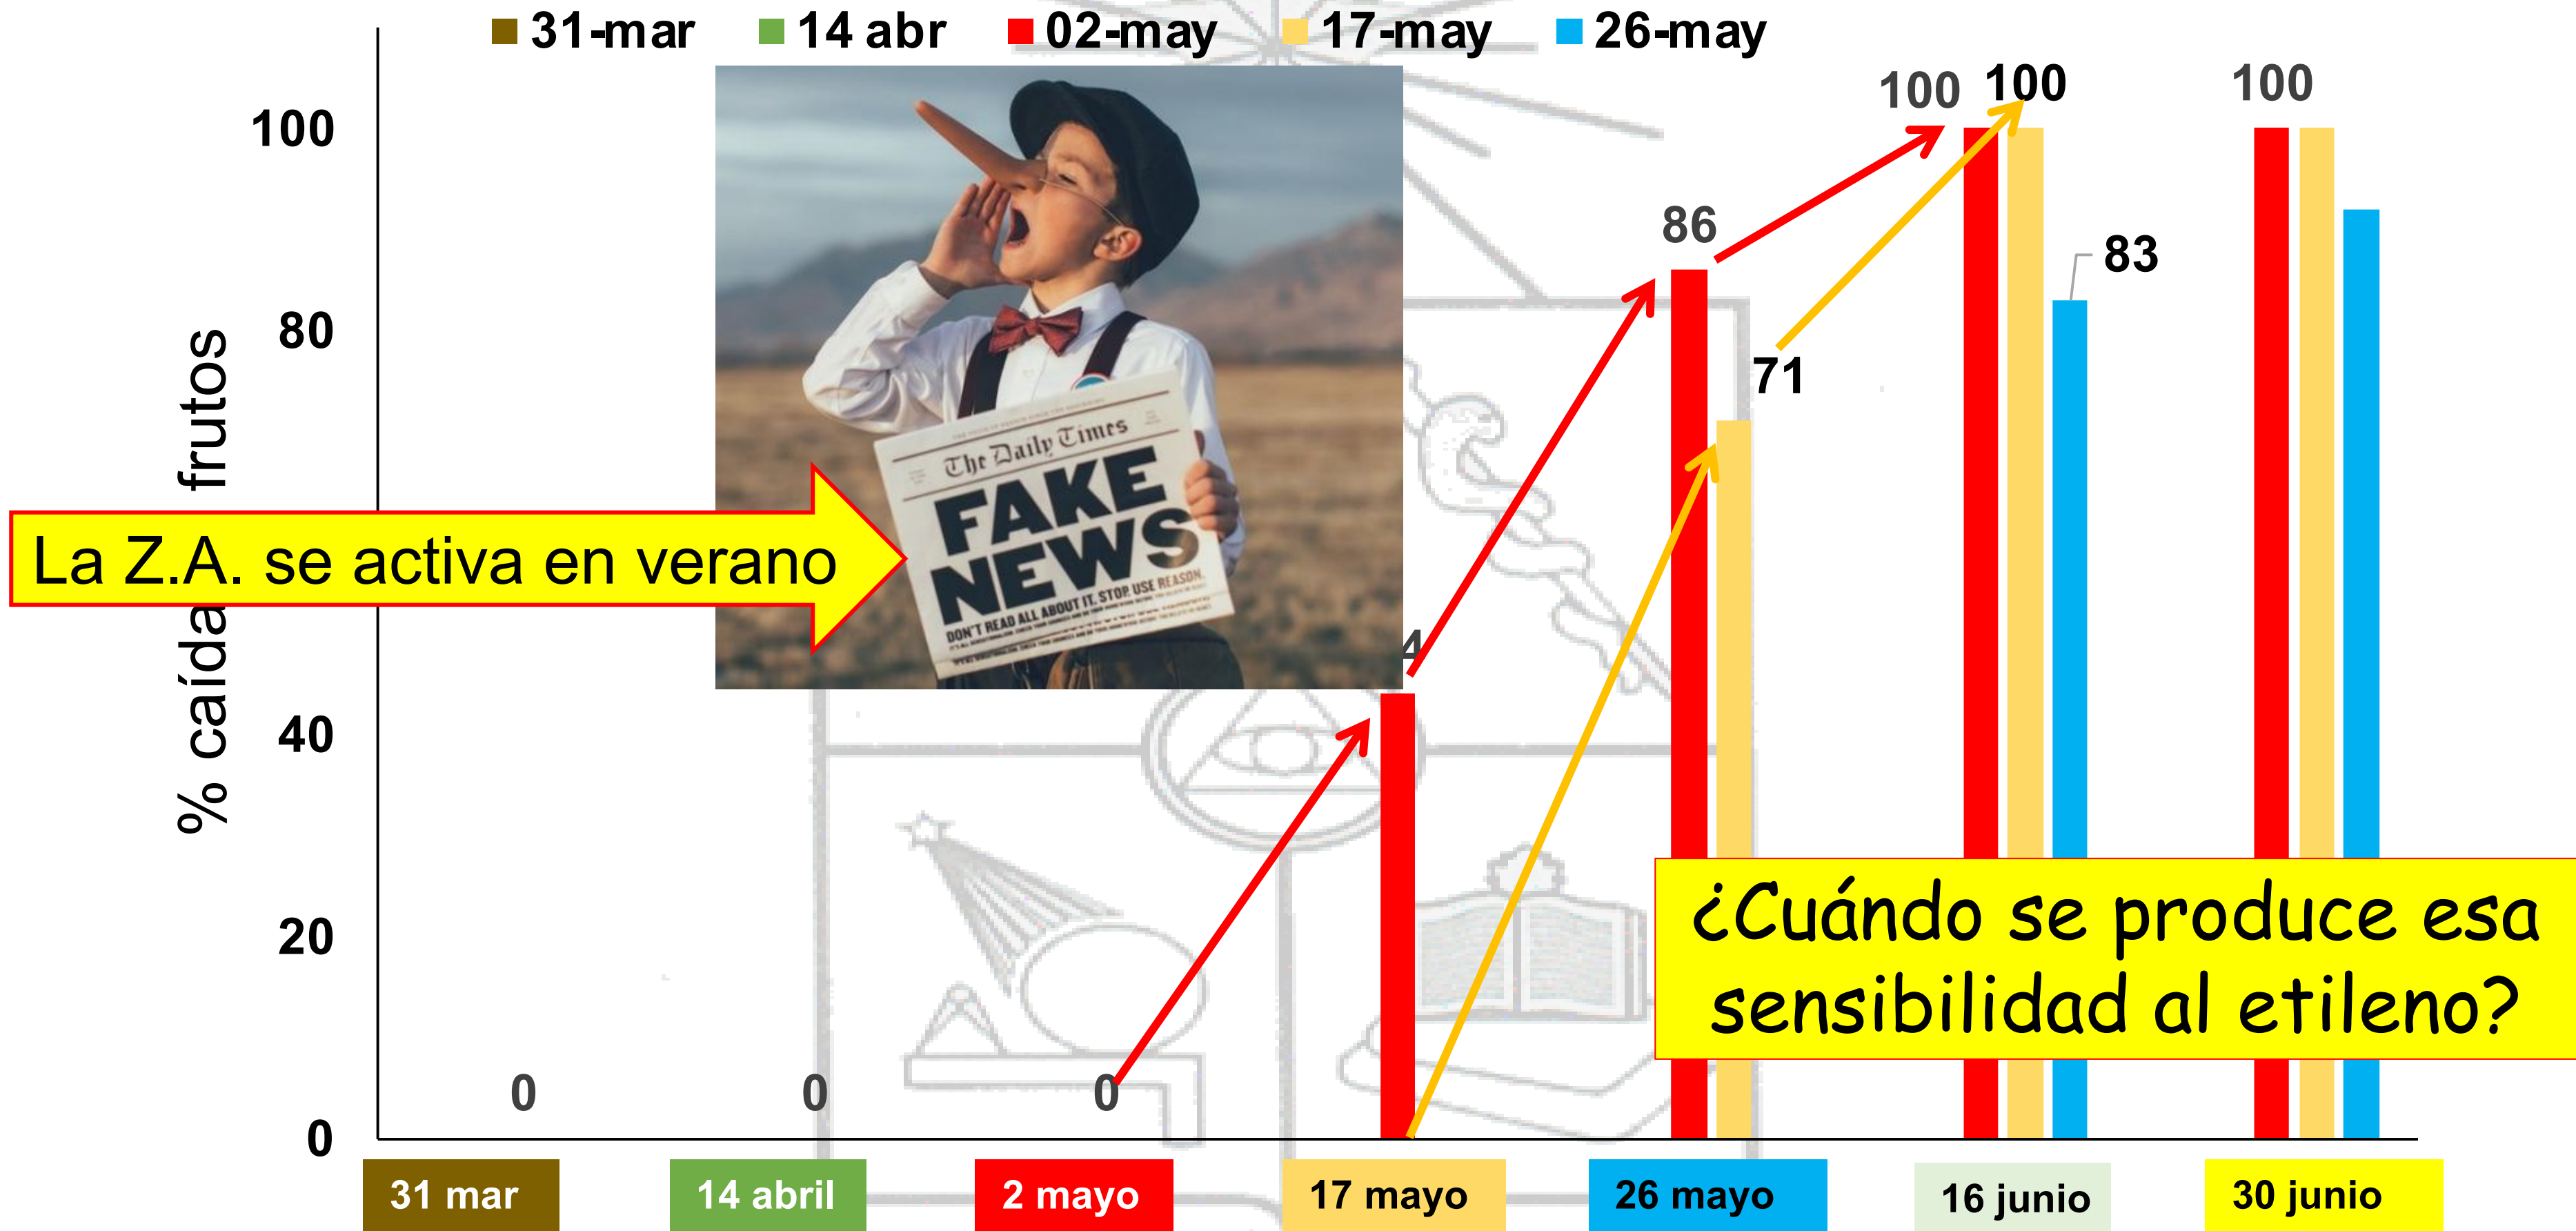 31-mar 14 abr 02-may 17-may 26-may
100
80
40
20
0
% caída frutos
La Z.A. se activa en verano
The Daily Times
FAKE
NEWS
DON'T READ ALL ABOUT IT. STOP. USE REASON.
0
0
0
4
86
71
100
100
83
100
¿Cuándo se produce esa
sensibilidad al etileno?
31 mar
14 abril
2 mayo
17 mayo
26 mayo
16 junio
30 junio